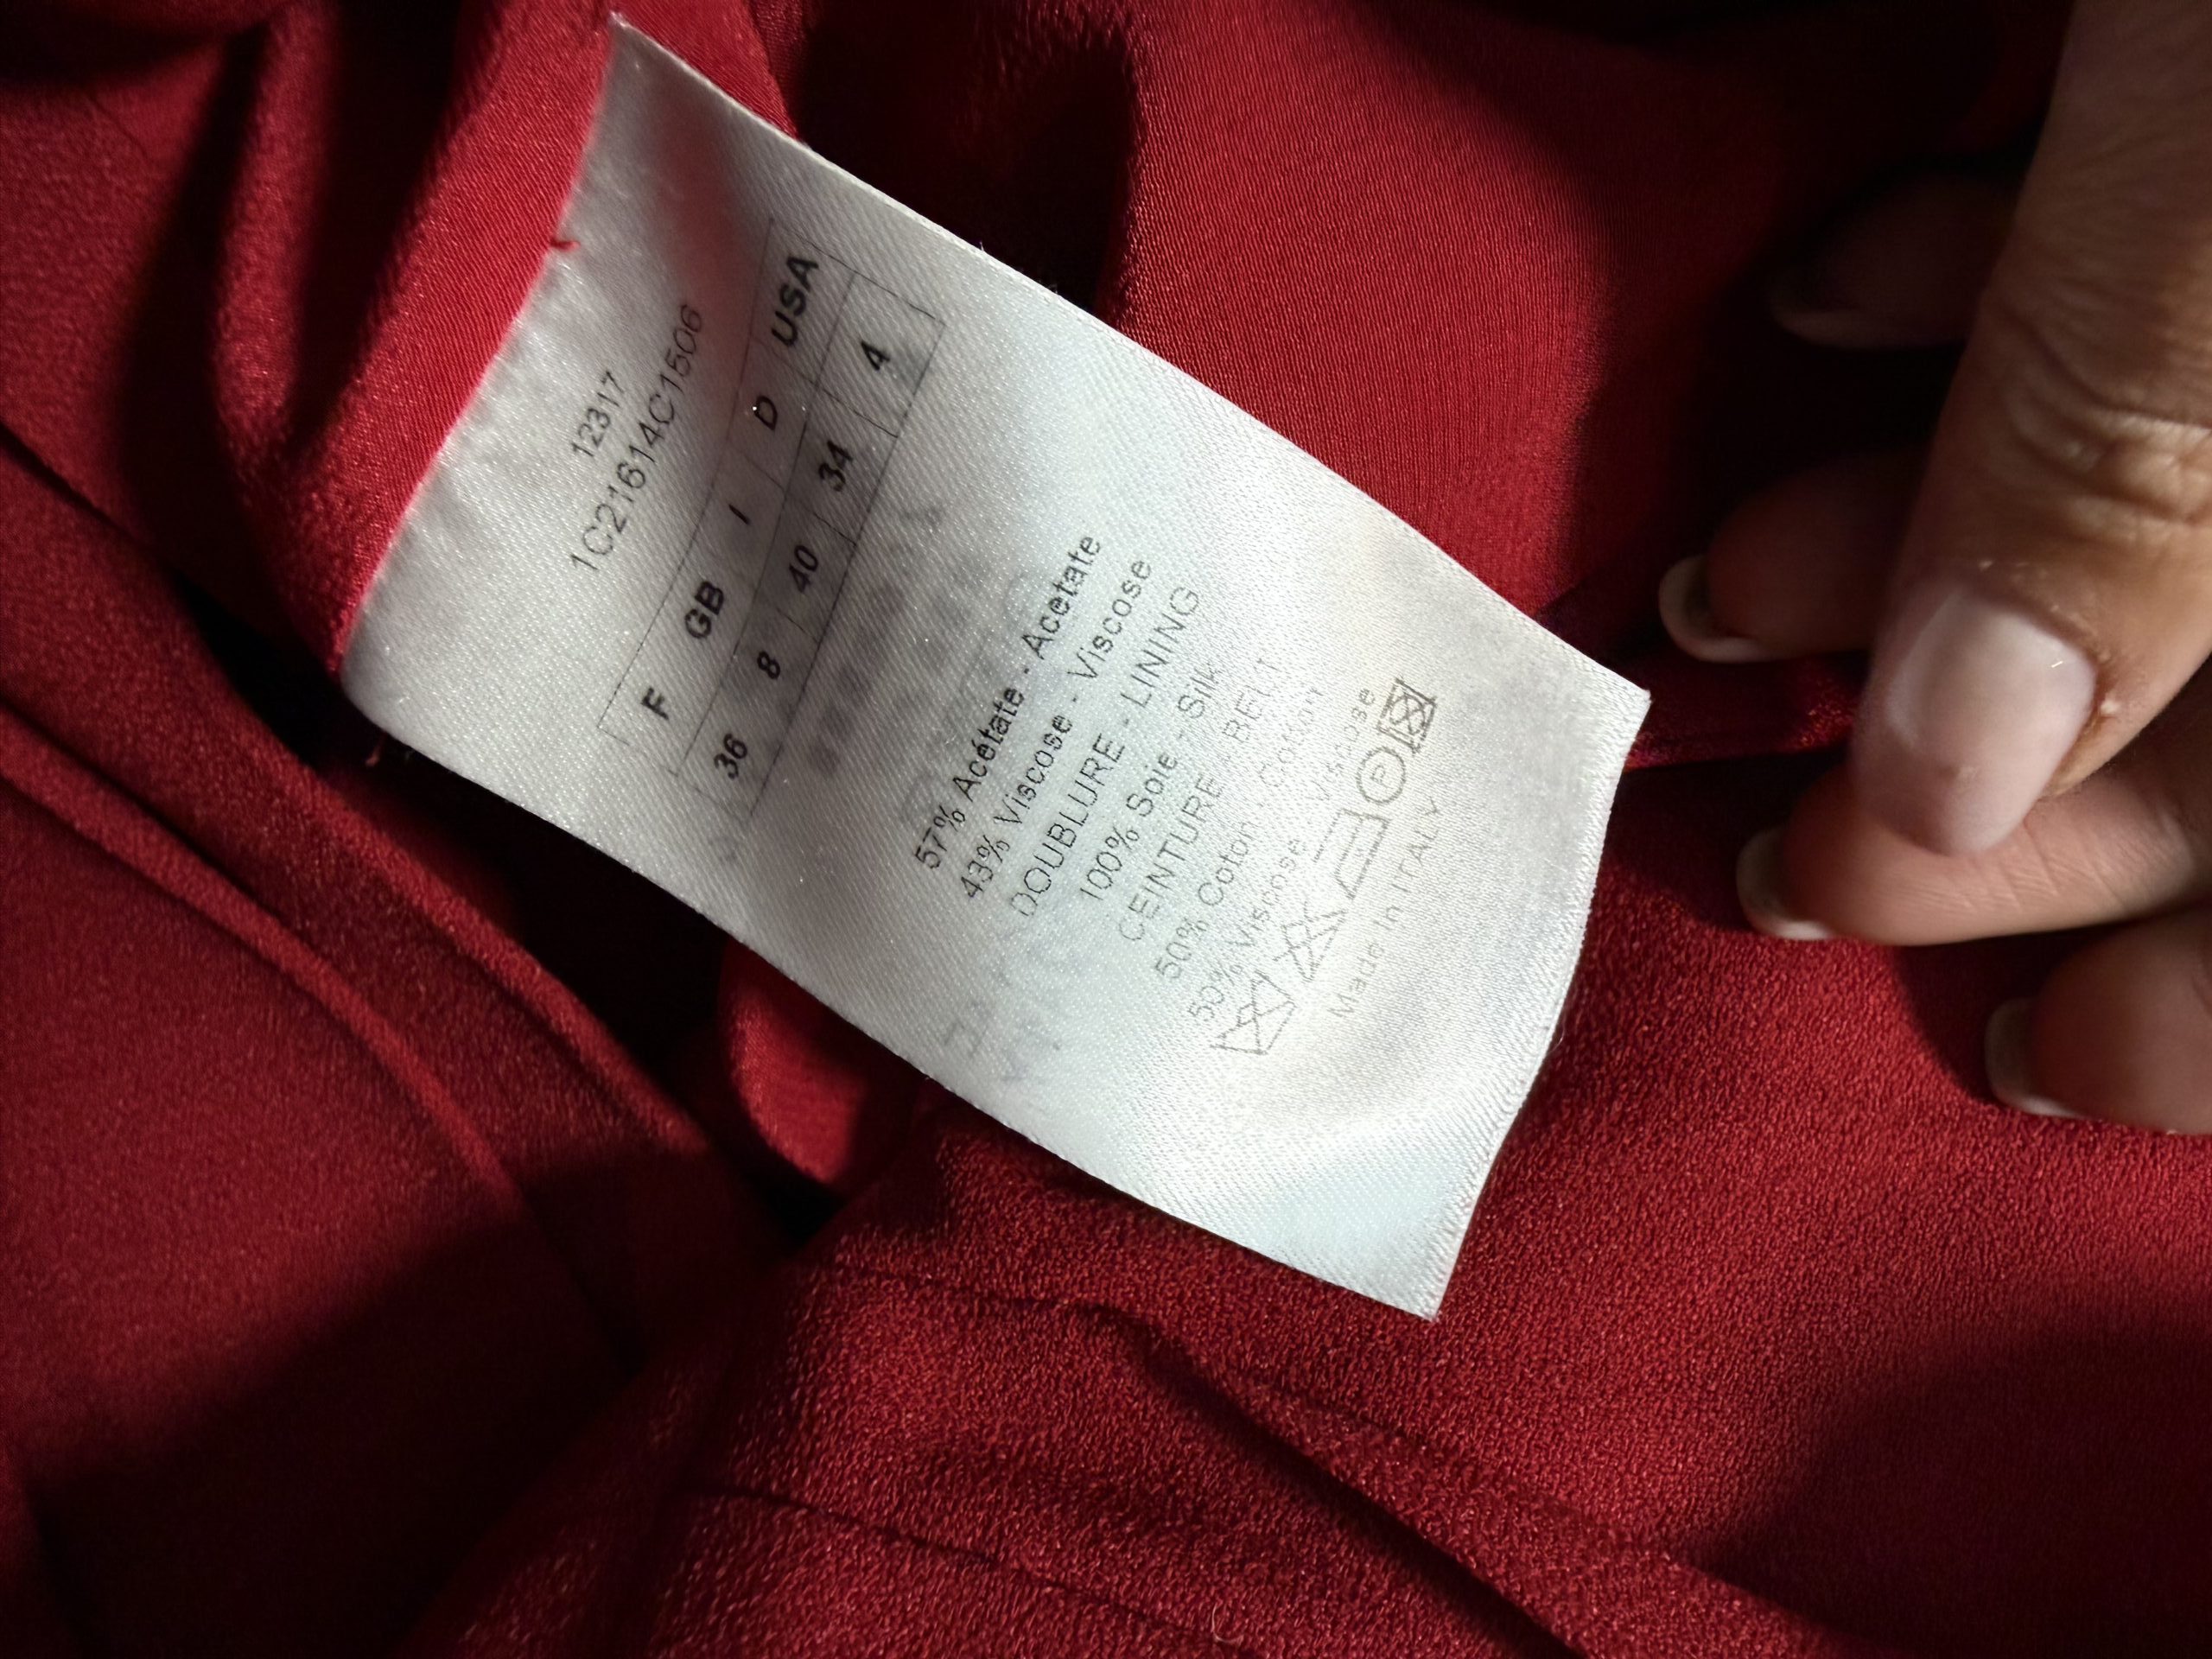 12317
1C21614C1506
F GB I D USA
36 8 40 34 4
57% Acétate - Acetate
43% Viscose - Viscose
DOUBLURE - LINING
100% Soie - Silk
CEINTURE - BELT
50% Coton - Cotton
50% Viscose - Viscose
P
Made In ITALY